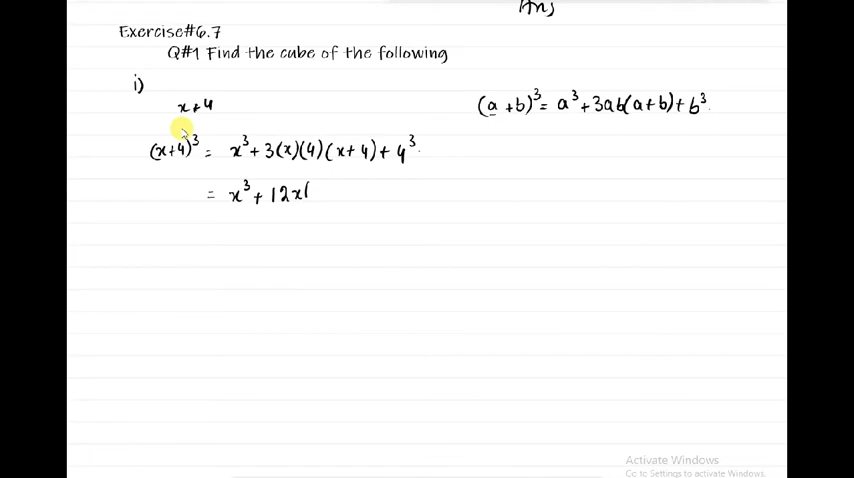 Ans
Exercise#6.7
Q#1 Find the cube of the following
i)
x+4
(a+b)³=a³+3ab(a+b)+b³.
(x+4)³ = x³+3(x)(4)(x+4)+4³.
= x³+12x(
Activate Windows
Go to Settings to activate Windows.